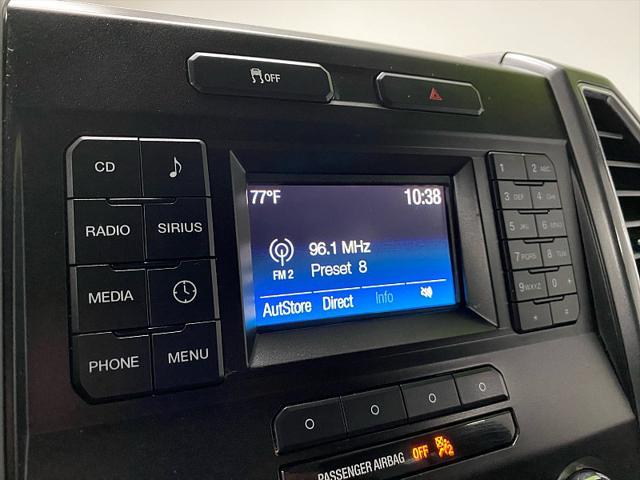 OFF
CD
RADIO SIRIUS
MEDIA
PHONE MENU
77°F 10:38
96.1 MHz
FM 2 Preset 8
AutoStore Direct Info
1 2 ABC
3 DEF 4 GHI
5 JKL 6 MNO
7 PQRS 8 TUV
9 WXYZ 0 +
* #
PASSENGER AIRBAG OFF 2